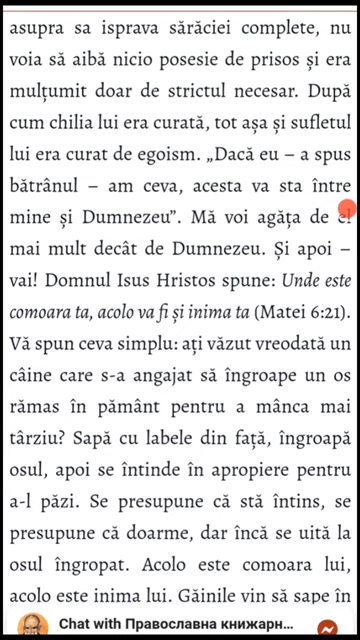 asupra sa isprava sărăciei complete, nu
voia să aibă nicio posesie de prisos și era
mulțumit doar de strictul necesar. După
cum chilia lui era curată, tot așa și sufletul
lui era curat de egoism. „Dacă eu – a spus
bătrânul – am ceva, acesta va sta între
mine și Dumnezeu”. Mă voi agăța de el
mai mult decât de Dumnezeu. Și apoi –
vai! Domnul Isus Hristos spune: Unde este
comoara ta, acolo va fi și inima ta (Matei 6:21).
Vă spun ceva simplu: ați văzut vreodată un
câine care s-a angajat să îngroape un os
rămas în pământ pentru a mânca mai
târziu? Sapă cu labele din față, îngroapă
osul, apoi se întinde în apropiere pentru
a-l păzi. Se presupune că stă întins, se
presupune că doarme, dar încă se uită la
osul îngropat. Acolo este comoara lui,
acolo este inima lui. Găinile vin să sape în
Chat with Православна книжарн...